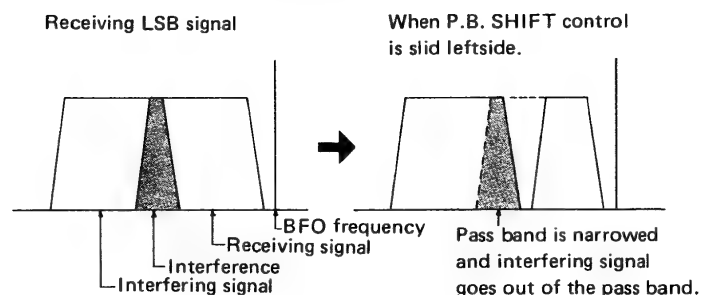 Receiving LSB signal
When P.B. SHIFT control
is slid leftside.
BFO frequency
Receiving signal
Interference
Interfering signal
Pass band is narrowed
and interfering signal
goes out of the pass band.